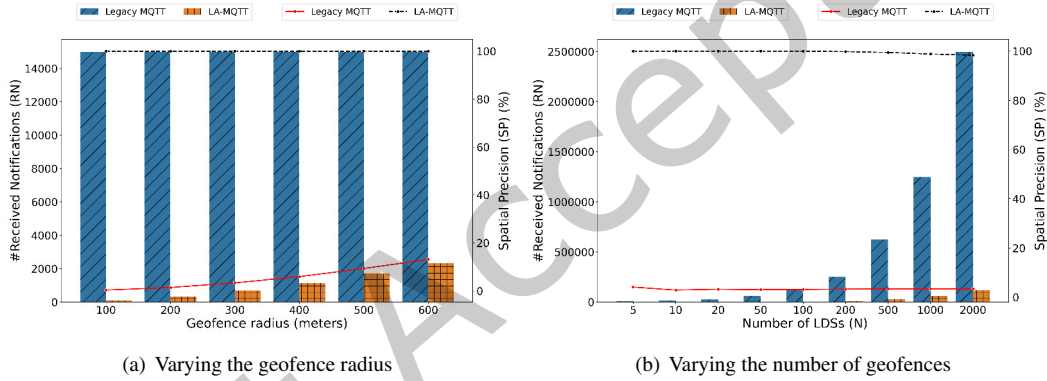 Legacy MQTT LA-MQTT Legacy MQTT LA-MQTT
#Received Notifications (RN)
14000
12000
10000
8000
6000
4000
2000
0
100 200 300 400 500 600
Geofence radius (meters)
100
80
60
40
20
0
Spatial Precision (SP) (%)
(a) Varying the geofence radius
Legacy MQTT LA-MQTT Legacy MQTT LA-MQTT
#Received Notifications (RN)
2500000
2000000
1500000
1000000
500000
0
5 10 20 50 100 200 500 1000 2000
Number of LDSs (N)
100
80
60
40
20
0
Spatial Precision (SP) (%)
(b) Varying the number of geofences
Accep